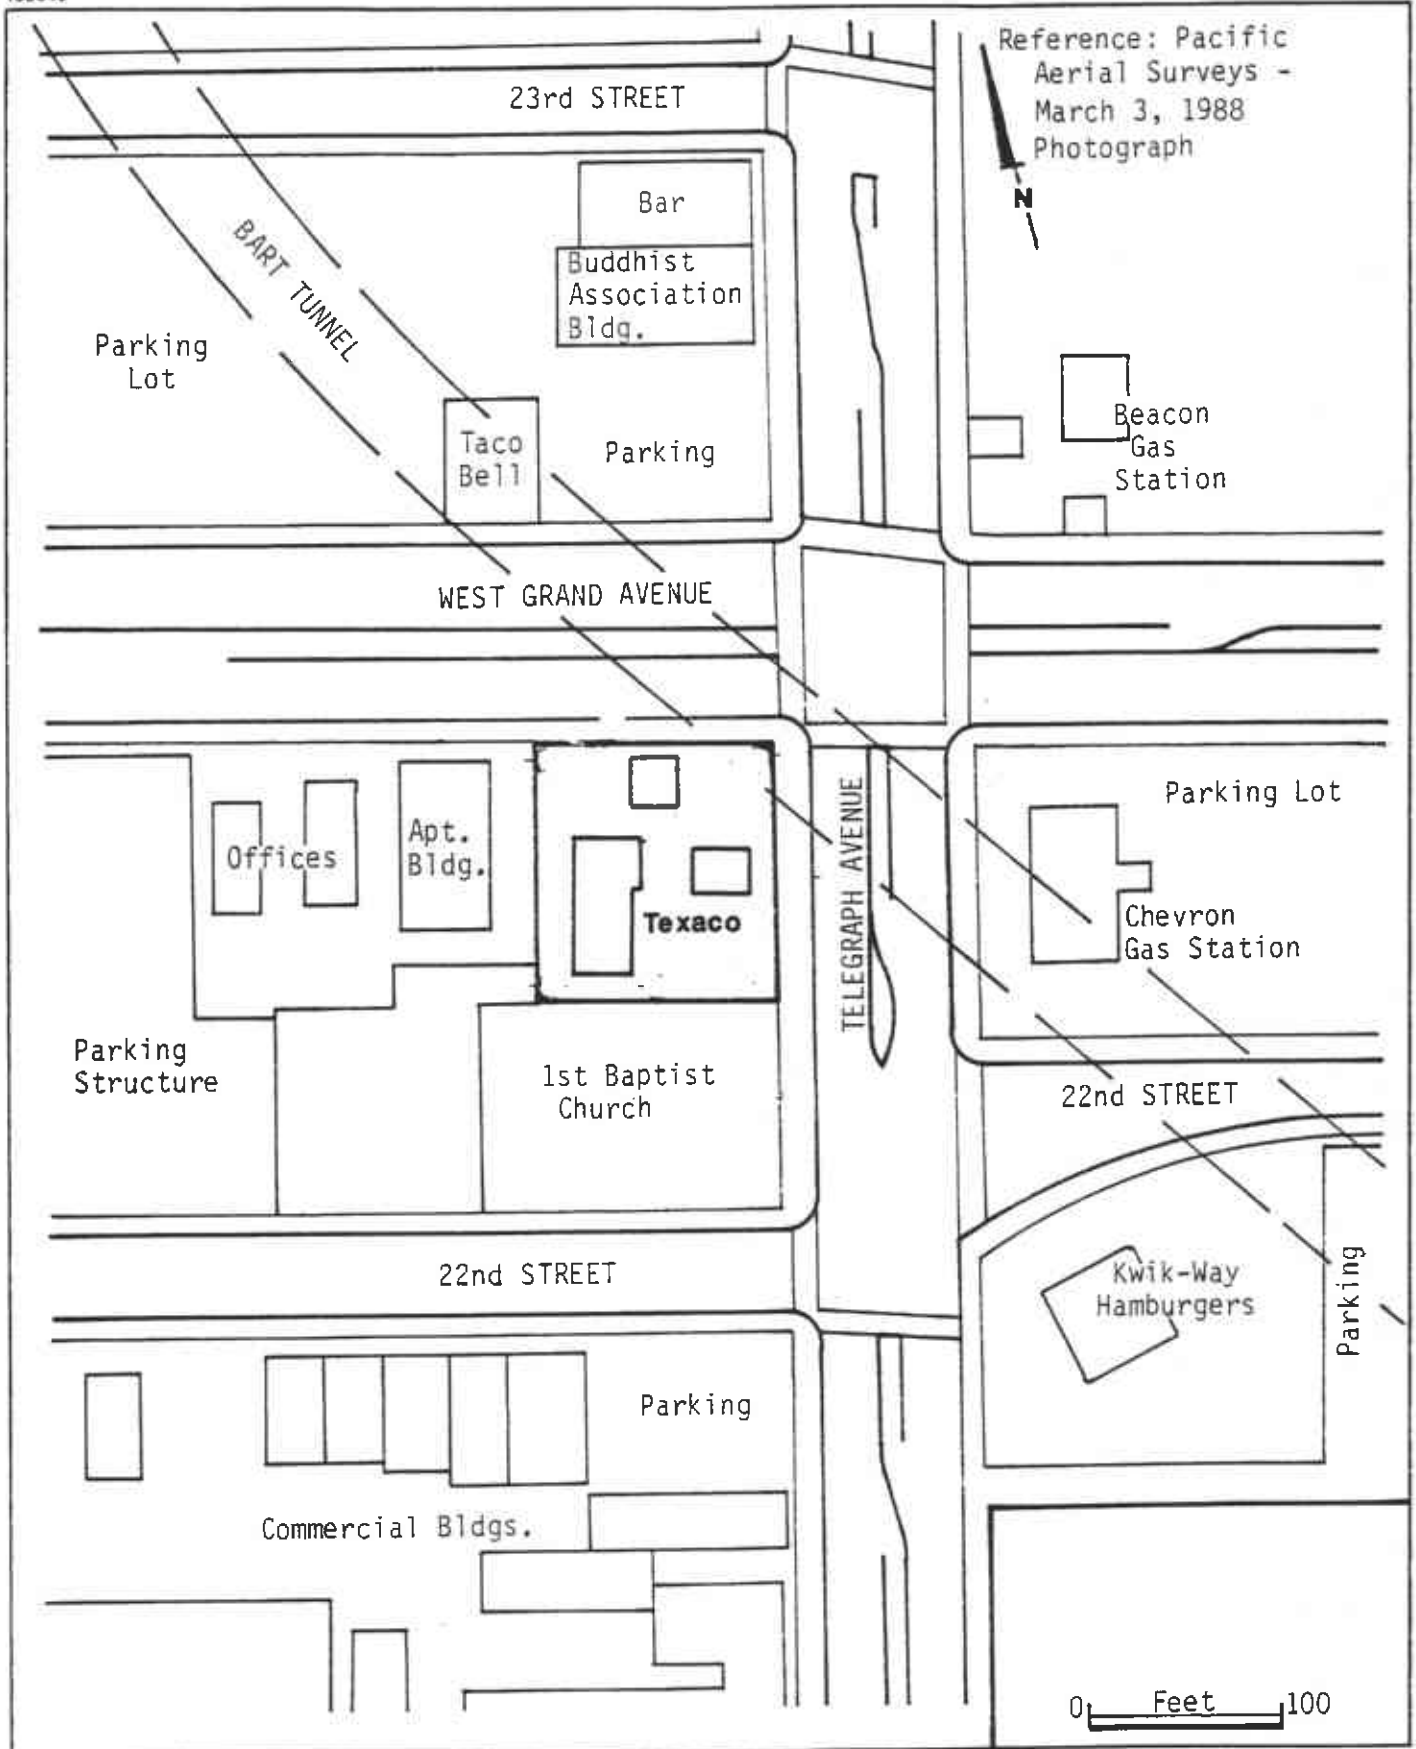 Reference: Pacific
Aerial Surveys -
March 3, 1988
Photograph
N
23rd STREET
Bar
Buddhist
Association
Bldg.
BART TUNNEL
Parking
Lot
Taco
Bell
Parking
Beacon
Gas
Station
WEST GRAND AVENUE
Offices
Apt.
Bldg.
Texaco
TELEGRAPH AVENUE
Parking Lot
Chevron
Gas Station
Parking
Structure
1st Baptist
Church
22nd STREET
22nd STREET
Kwik-Way
Hamburgers
Parking
Parking
Commercial Bldgs.
0 Feet 100